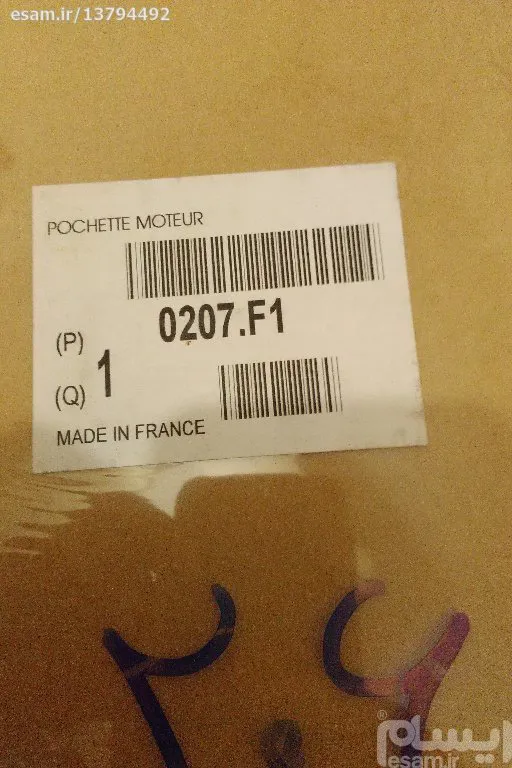 esam.ir/13794492
POCHETTE MOTEUR
(P)
0207.F1
(Q)
1
MADE IN FRANCE
ایسام
esam.ir